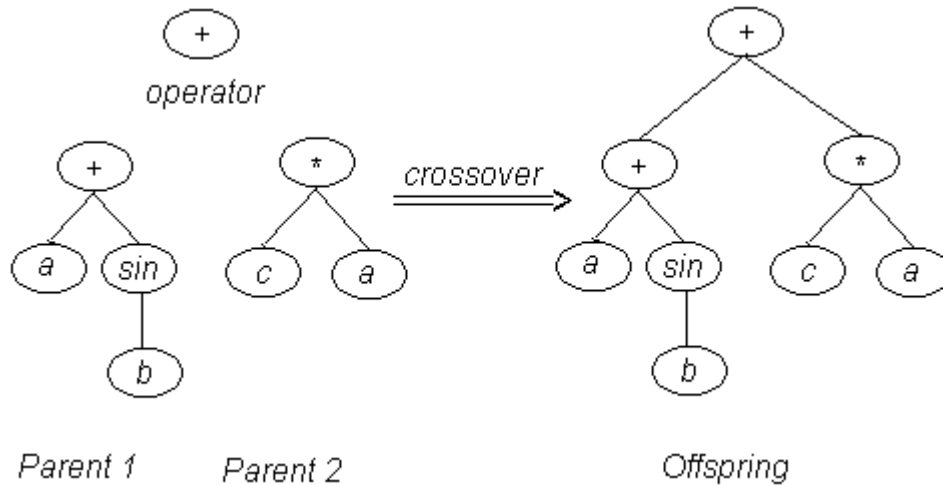 +
operator
+
a
sin
b
*
c
a
crossover
+
+
a
sin
b
*
c
a
Parent 1
Parent 2
Offspring